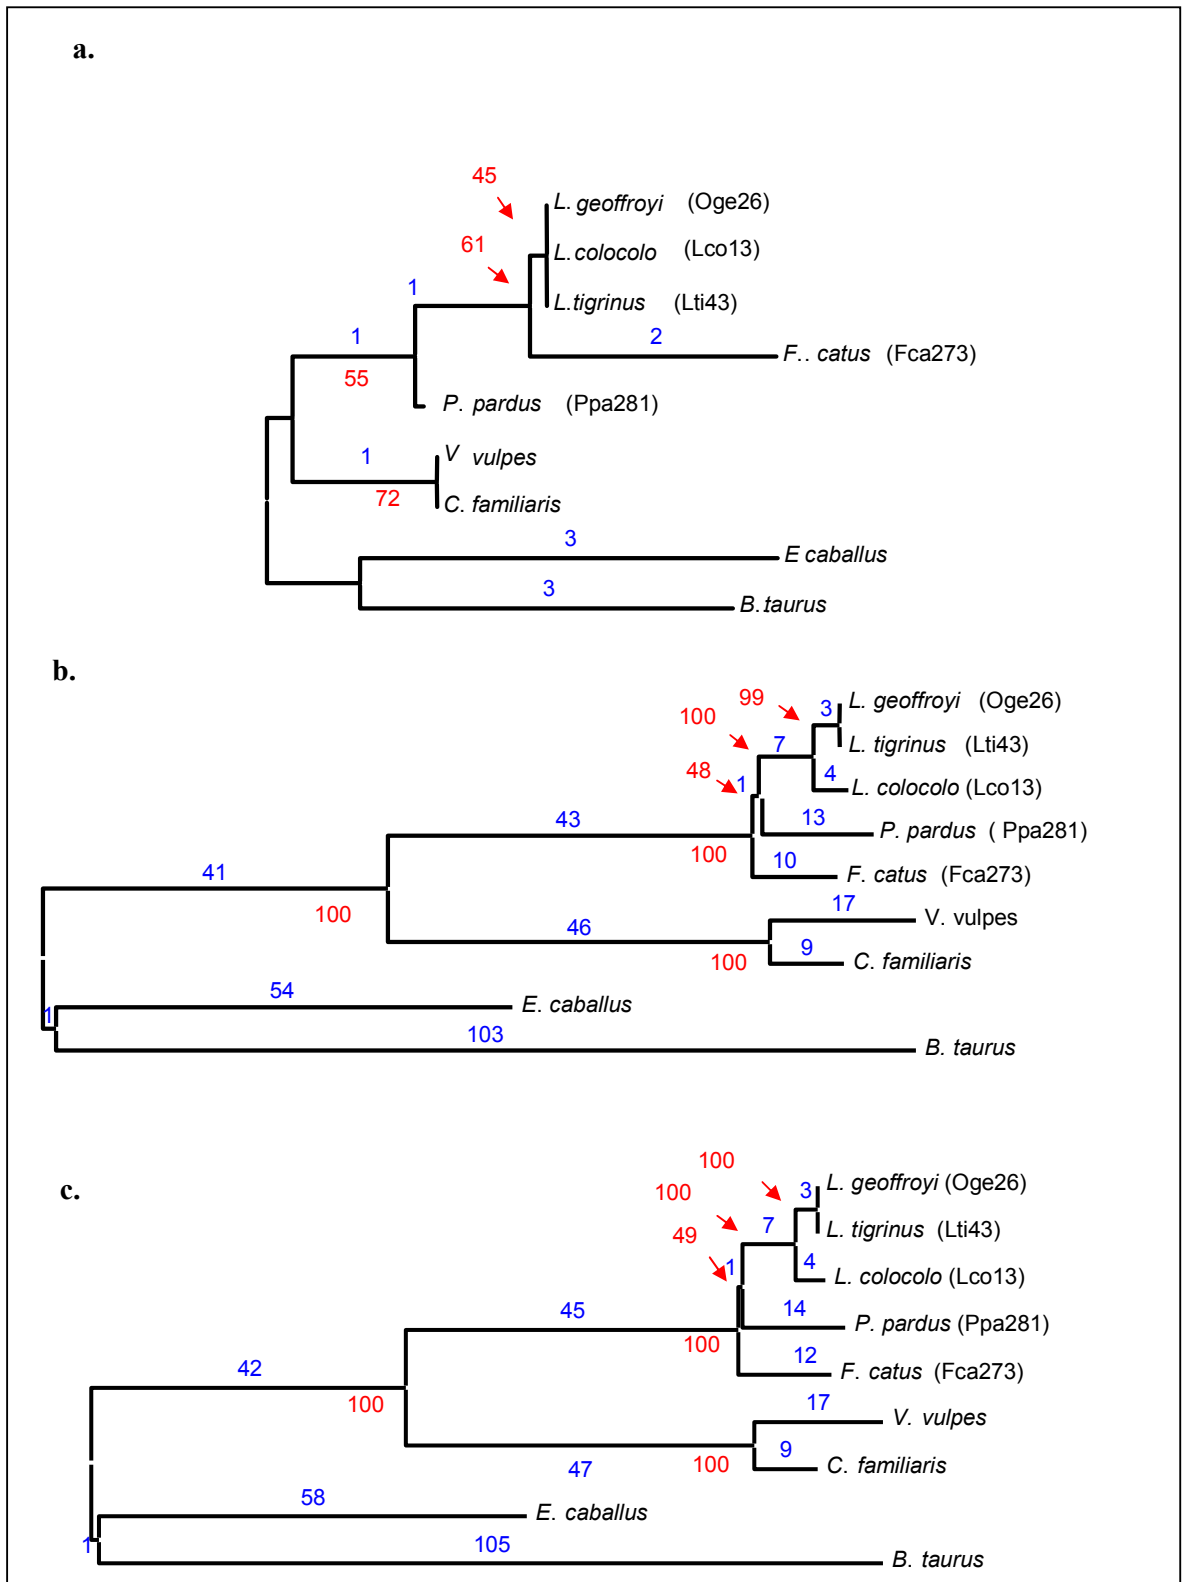 a.
45
L. geoffroyi (Oge26)
61
L.colocolo (Lco13)
1
L.tigrinus (Lti43)
1
2
F.. catus (Fca273)
55
P. pardus (Ppa281)
1
V vulpes
72
C. familiaris
3
E caballus
3
B.taurus
b.
99
3
L. geoffroyi (Oge26)
100
7
L. tigrinus (Lti43)
48
1
4
L. colocolo (Lco13)
43
13
P. pardus ( Ppa281)
100
10
F. catus (Fca273)
41
17
V. vulpes
100
46
9
100
C. familiaris
54
E. caballus
1
103
B. taurus
c.
100
3
L. geoffroyi (Oge26)
100
7
L. tigrinus (Lti43)
49
1
4
L. colocolo (Lco13)
45
14
P. pardus (Ppa281)
100
12
F. catus (Fca273)
42
17
V. vulpes
100
9
47
100
C. familiaris
58
E. caballus
1
105
B. taurus